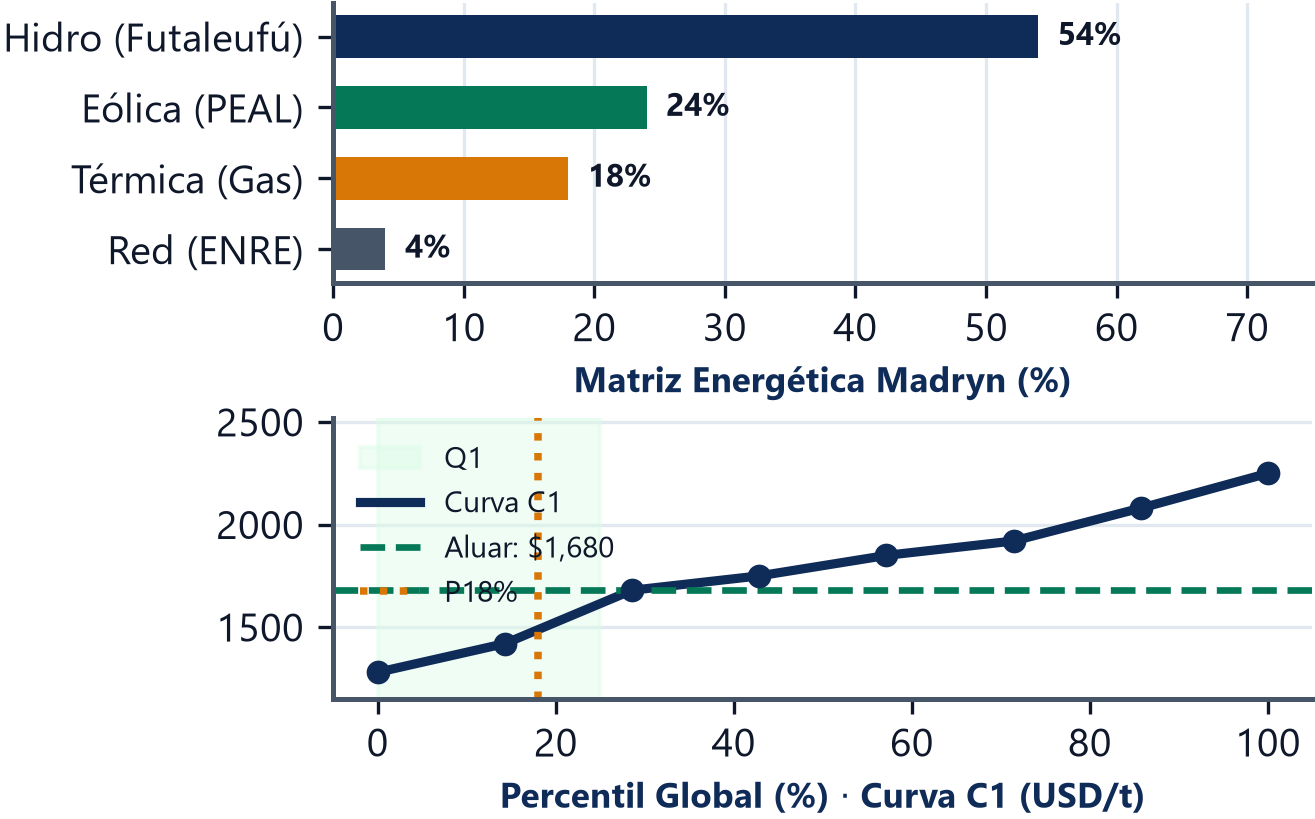 Hidro (Futaleufú)
54%
Eólica (PEAL)
24%
Térmica (Gas)
18%
Red (ENRE)
4%
0 10 20 30 40 50 60 70
Matriz Energética Madryn (%)
2500
Q1
Curva C1
2000
Aluar: $1,680
P18%
1500
0 20 40 60 80 100
Percentil Global (%) · Curva C1 (USD/t)